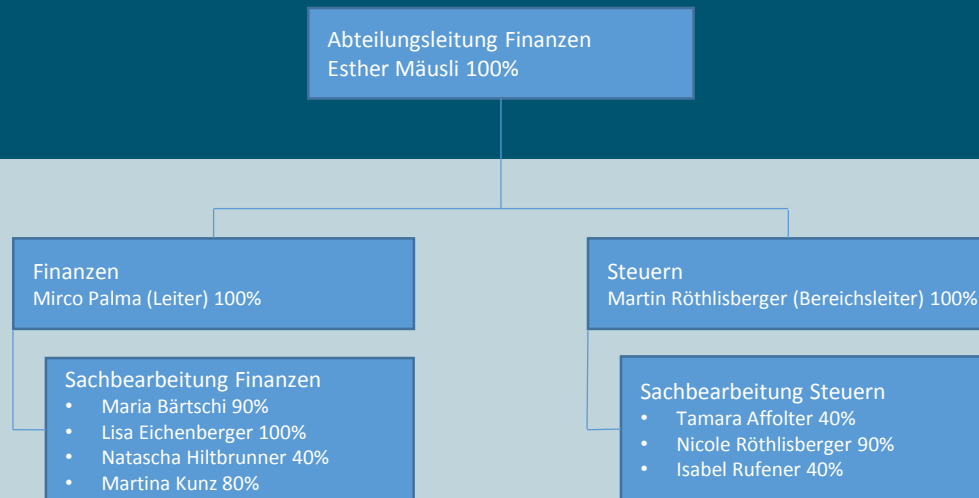 Abteilungsleitung Finanzen
Esther Mäusli 100%
Finanzen
Mirco Palma (Leiter) 100%
Steuern
Martin Röthlisberger (Bereichsleiter) 100%
Sachbearbeitung Finanzen
• Maria Bärtschi 90%
• Lisa Eichenberger 100%
• Natascha Hiltbrunner 40%
• Martina Kunz 80%
Sachbearbeitung Steuern
• Tamara Affolter 40%
• Nicole Röthlisberger 90%
• Isabel Rufener 40%